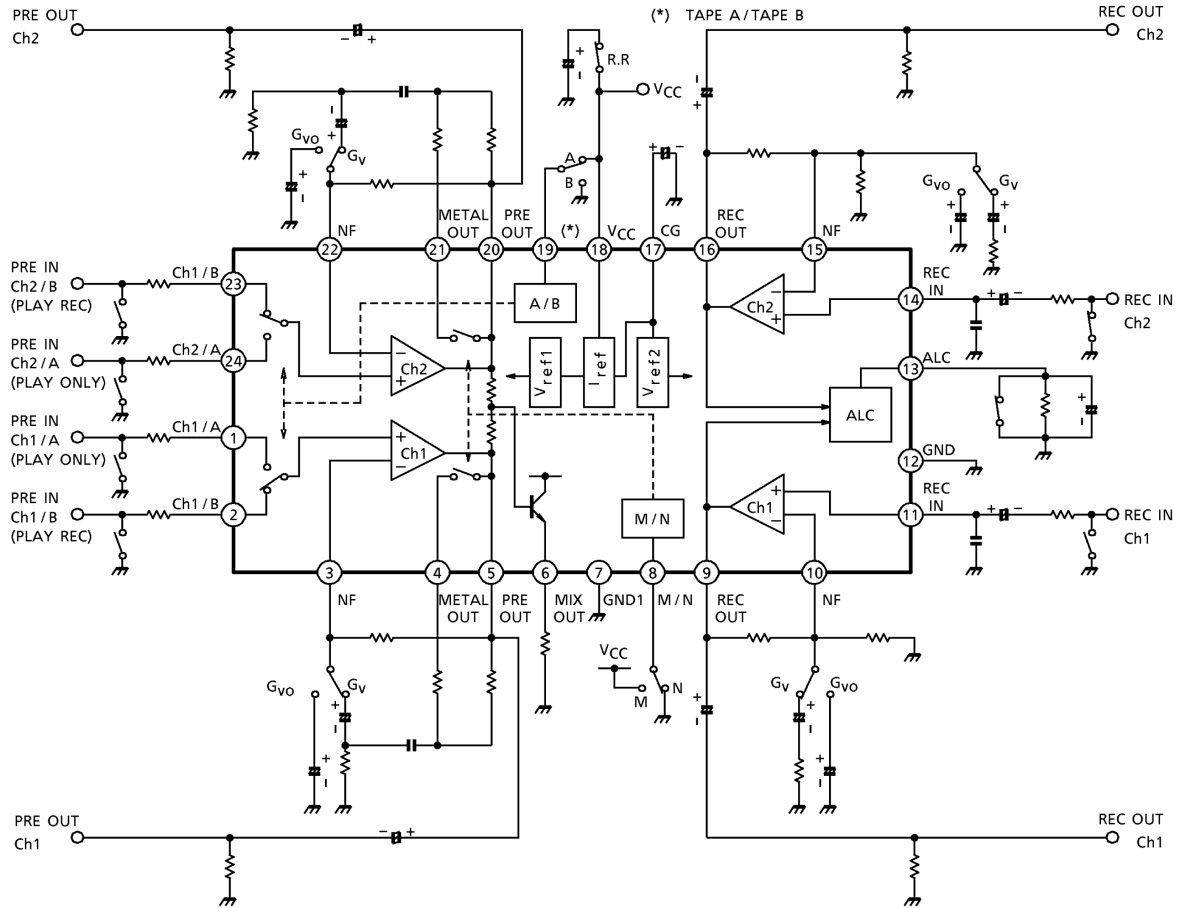 PRE OUT
Ch2
(*) TAPE A / TAPE B
REC OUT
Ch2
− +
+
−
R.R
VCC
−
+
−
+
GVO
GV
+
−
A
B
+ −
GVO
GV
+
−
+
−
NF
METAL
OUT
PRE
OUT
(*)
VCC
CG
REC
OUT
NF
22
21
20
19
18
17
16
15
PRE IN
Ch2 / B
(PLAY REC)
Ch1 / B
23
A / B
−
+
Ch2
REC
IN
14
+ −
REC IN
Ch2
PRE IN
Ch2 / A
(PLAY ONLY)
Ch2 / A
24
−
+
Ch2
Vref1
Iref
Vref2
ALC
13
ALC
+
−
PRE IN
Ch1 / A
(PLAY ONLY)
Ch1 / A
1
+
−
Ch1
GND
12
PRE IN
Ch1 / B
(PLAY REC)
Ch1 / B
2
M / N
+
−
Ch1
REC
IN
11
+ −
REC IN
Ch1
3
4
5
6
7
8
9
10
NF
METAL
OUT
PRE
OUT
MIX
OUT
GND1
M / N
REC
OUT
NF
VCC
M
N
GVO
GV
+
−
+
−
+
−
GV
GVO
+
−
+
−
PRE OUT
Ch1
− +
REC OUT
Ch1